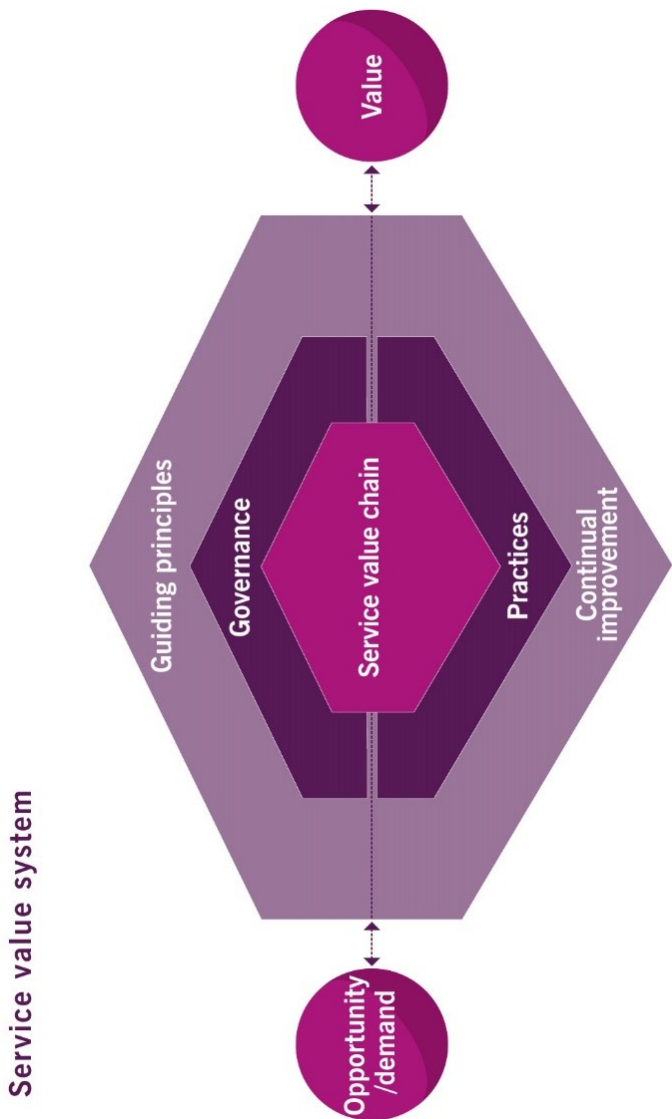 Service value system
Guiding principles
Governance
Opportunity
/demand
Service value chain
Value
Practices
Continual
improvement